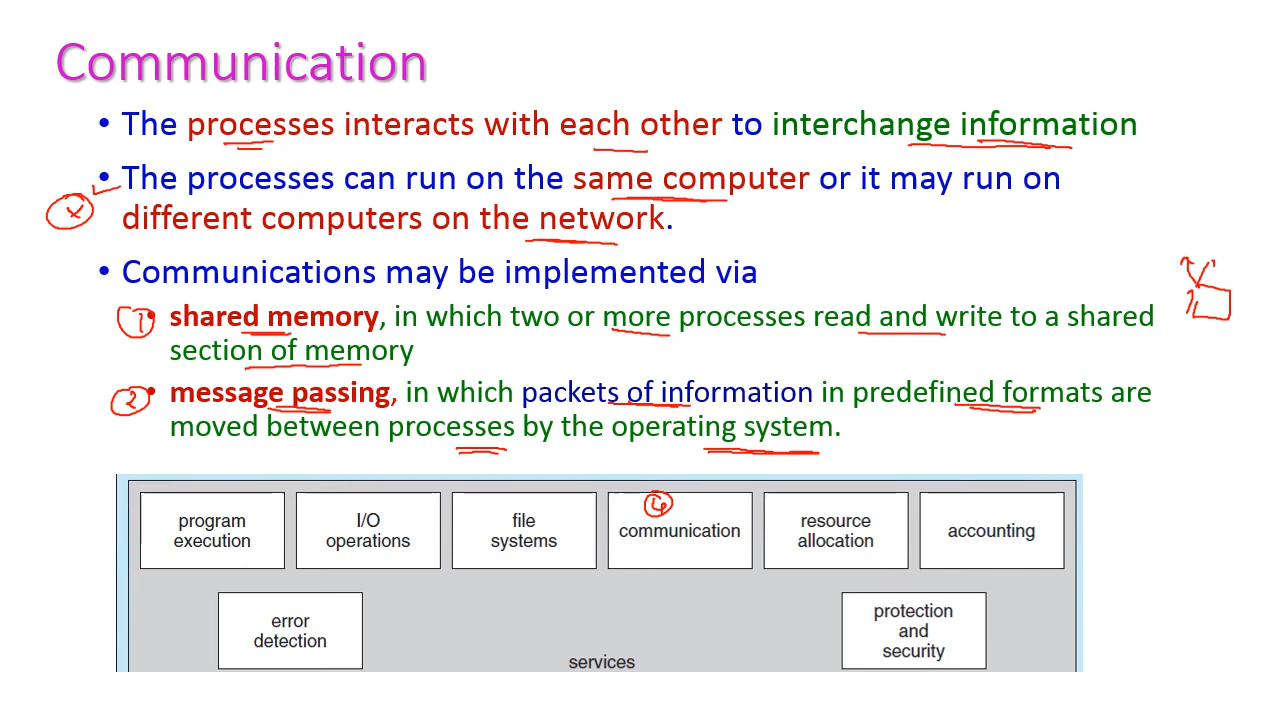 Communication
• The processes interacts with each other to interchange information
• The processes can run on the same computer or it may run on
different computers on the network.
• Communications may be implemented via
1 • shared memory, in which two or more processes read and write to a shared
section of memory
2 • message passing, in which packets of information in predefined formats are
moved between processes by the operating system.
4
program
execution
I/O
operations
file
systems
communication
resource
allocation
accounting
error
detection
services
protection
and
security